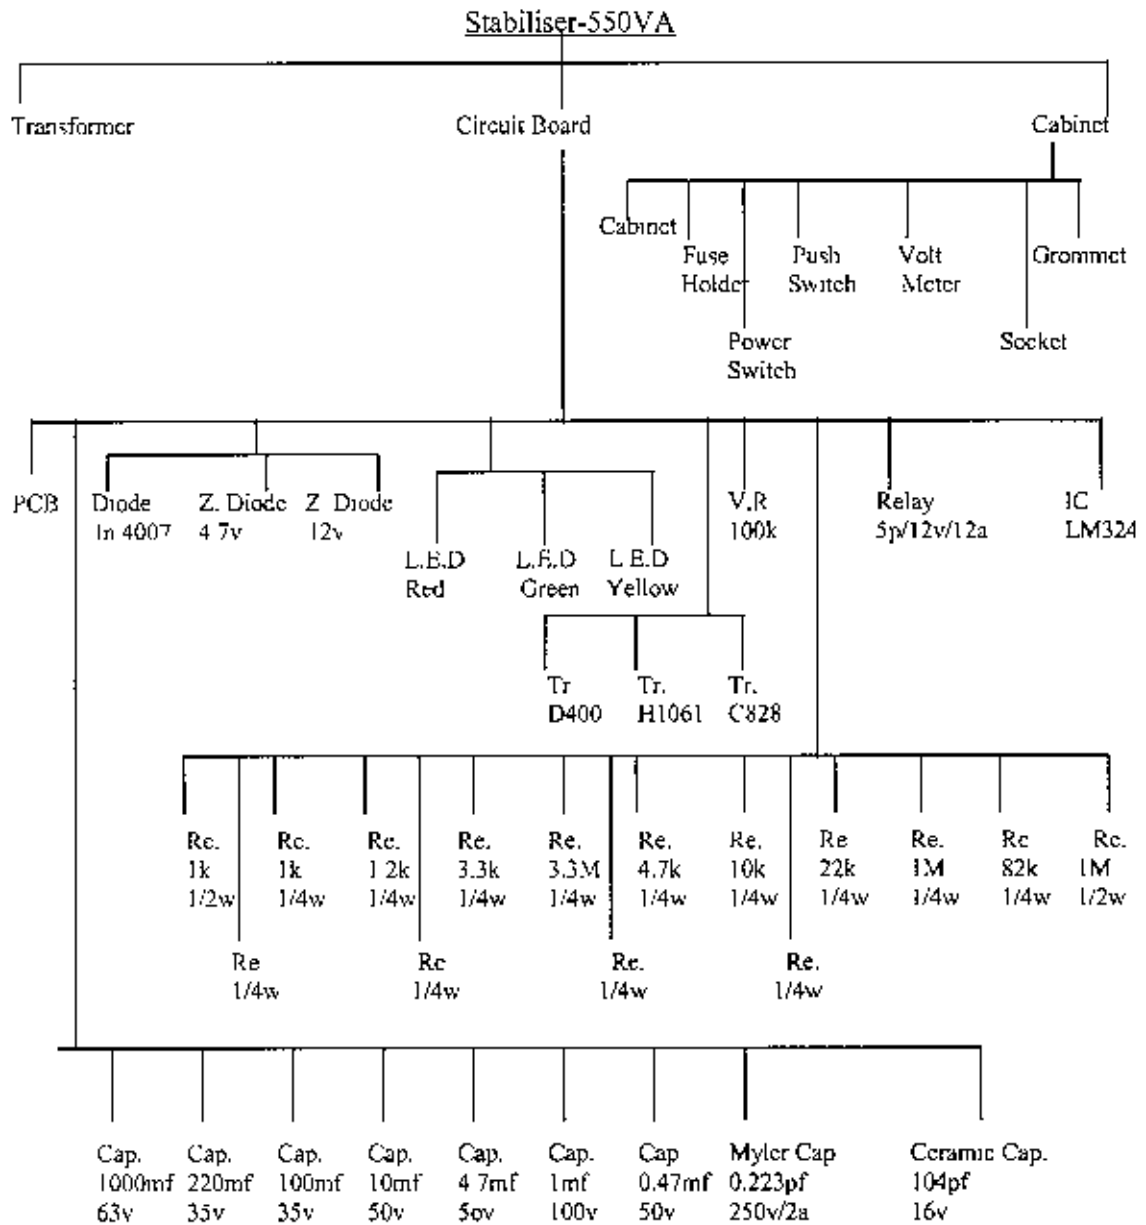 Stabiliser-550VA
Transformer
Circuit Board
Cabinet
Cabinet
Fuse
Holder
Push
Switch
Volt
Meter
Grommet
Power
Switch
Socket
PCB
Diode
In 4007
Z. Diode
4.7v
Z. Diode
12v
V.R
100k
Relay
5p/12v/12a
IC
LM324
L.E.D
Red
L.E.D
Green
L.E.D
Yellow
Tr
D400
Tr.
H1061
Tr.
C828
Re.
1k
1/2w
Re.
1k
1/4w
Re.
1.2k
1/4w
Re.
3.3k
1/4w
Re.
3.3M
1/4w
Re.
4.7k
1/4w
Re.
10k
1/4w
Re
22k
1/4w
Re.
1M
1/4w
Re
82k
1/4w
Re.
1M
1/2w
Re
1/4w
Re
1/4w
Re.
1/4w
Re.
1/4w
Cap.
1000mf
63v
Cap.
220mf
35v
Cap.
100mf
35v
Cap.
10mf
50v
Cap.
4.7mf
5ov
Cap.
1mf
100v
Cap
0.47mf
50v
Myler Cap
0.223pf
250v/2a
Ceramic Cap.
104pf
16v